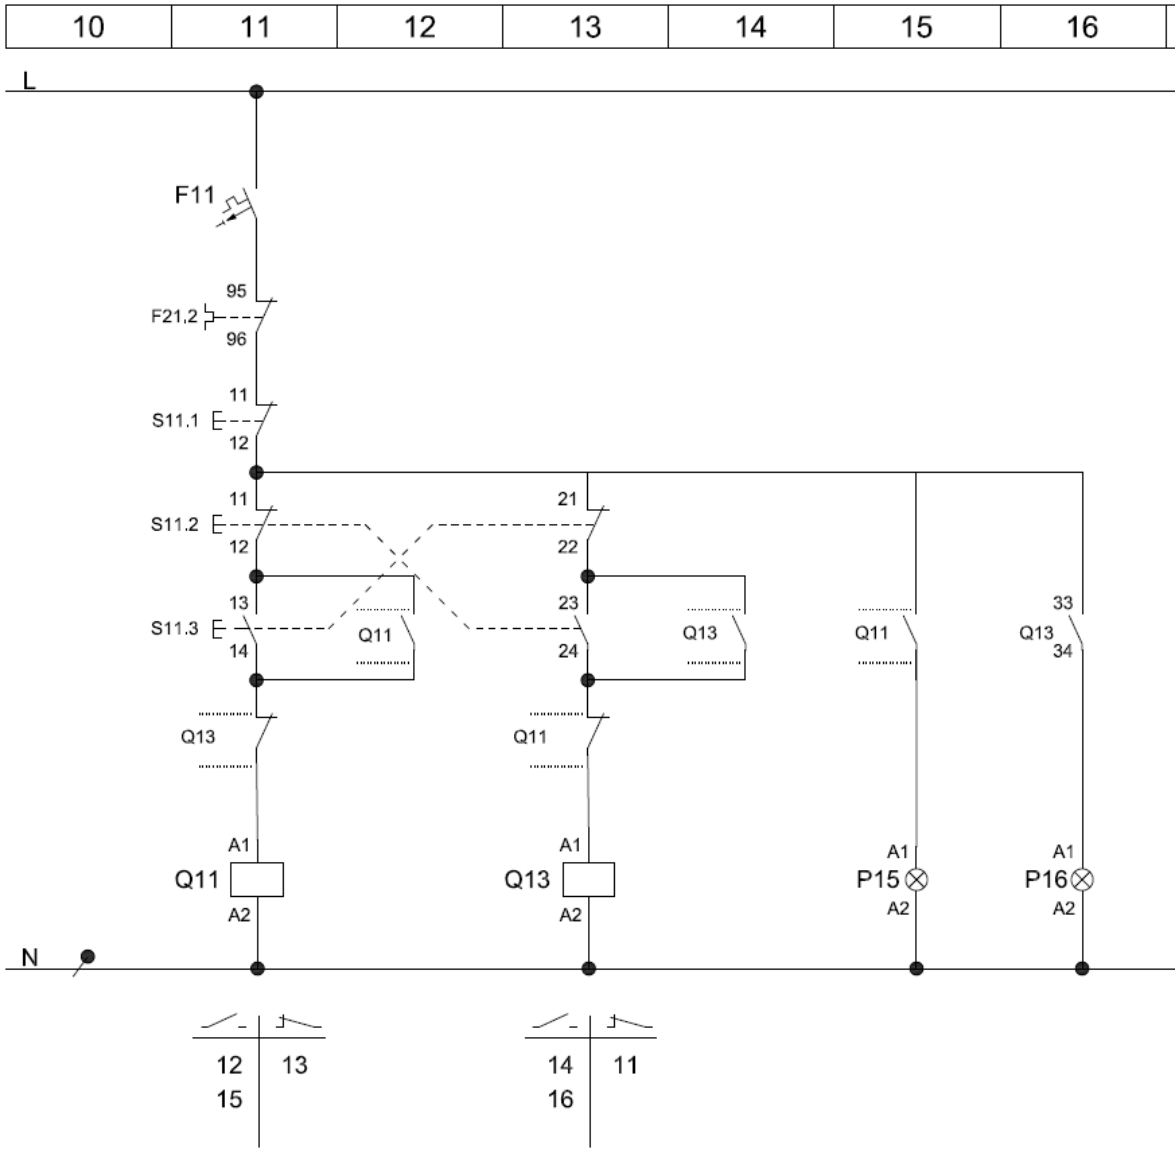 10 11 12 13 14 15 16
L
F11
95
F21,2
96
11
S11.1
12
11 21
S11.2
12 22
13 23 33
S11.3 Q11 Q13 Q11 Q13
14 24 34
Q13 Q11
A1 A1 A1 A1
Q11 Q13 P15 P16
A2 A2 A2 A2
N
12 13 14 11
15 16